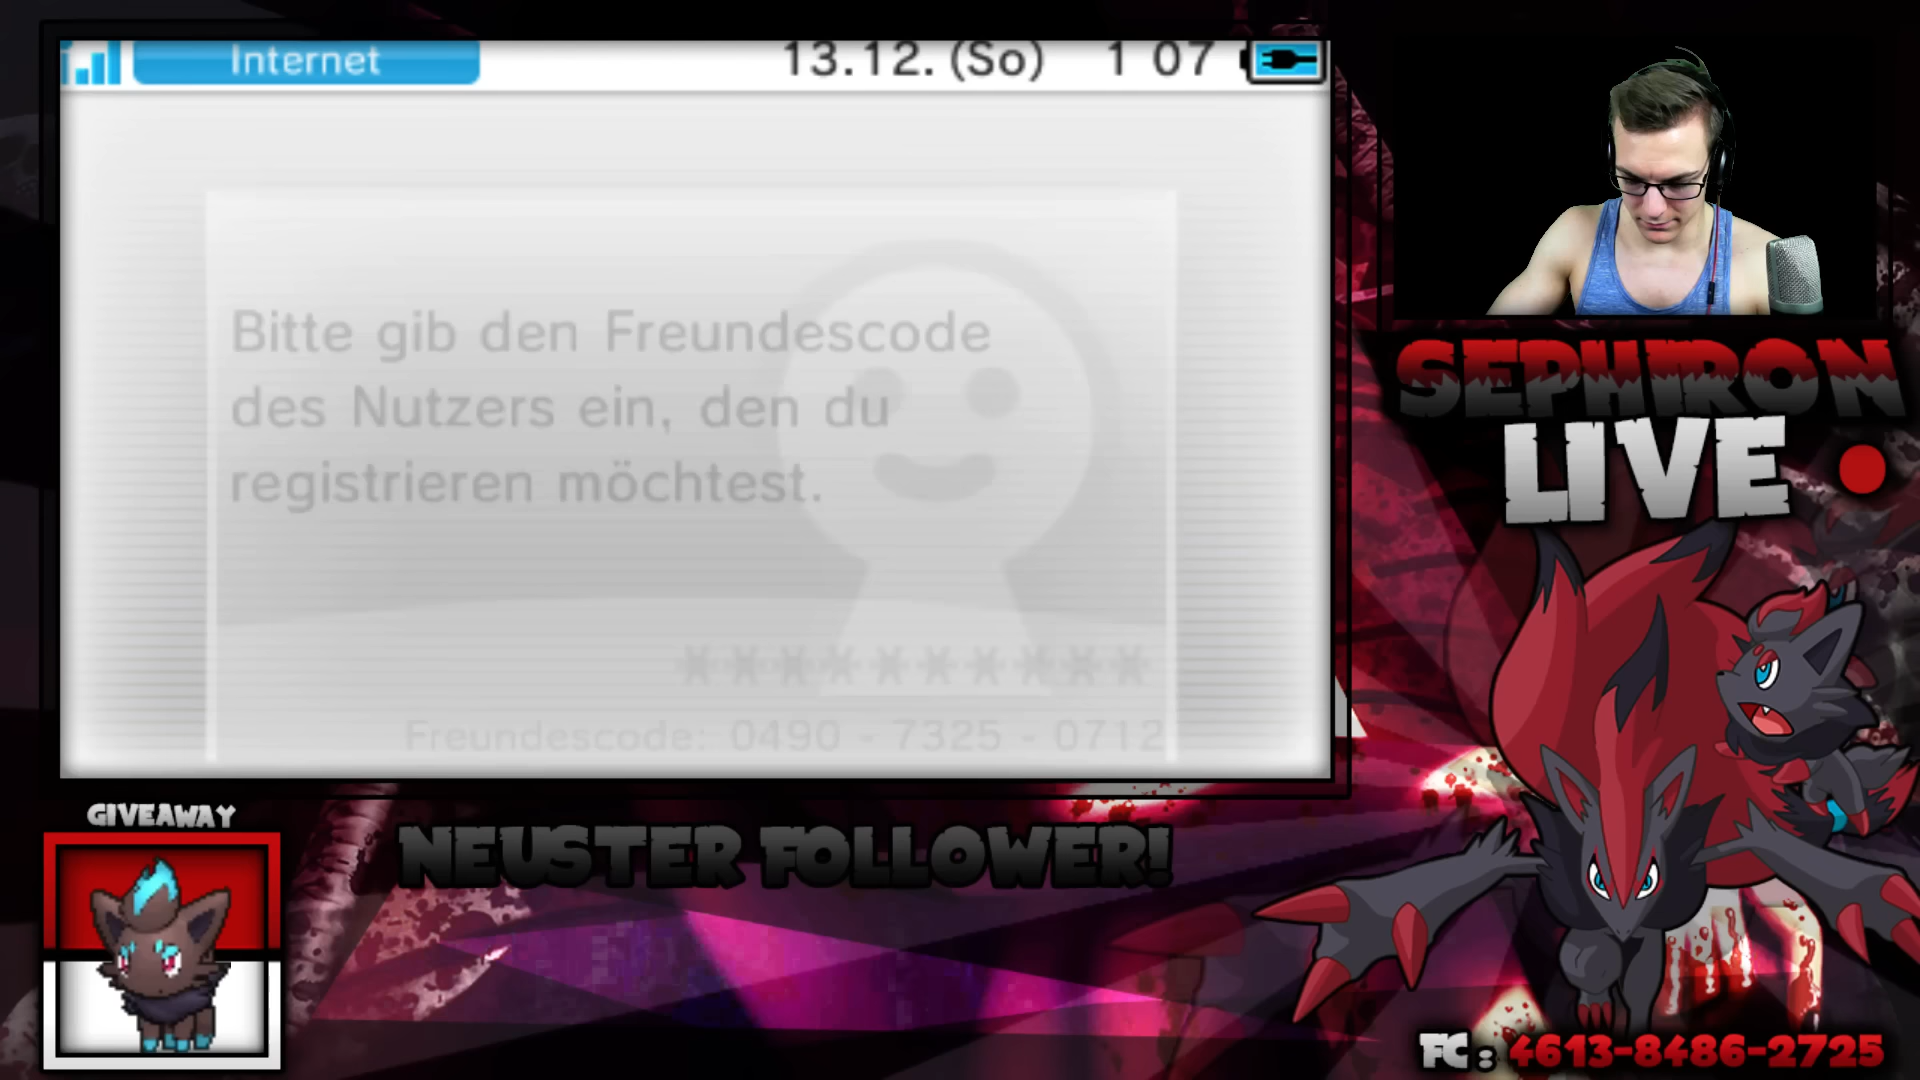 Internet 13.12. (So) 1 07
Bitte gib den Freundescode
des Nutzers ein, den du
registrieren möchtest.
**********
Freundescode: 0490 - 7325 - 0712
SEPHIRON
LIVE
GIVEAWAY
NEUSTER FOLLOWER!
FC: 4613-8486-2725